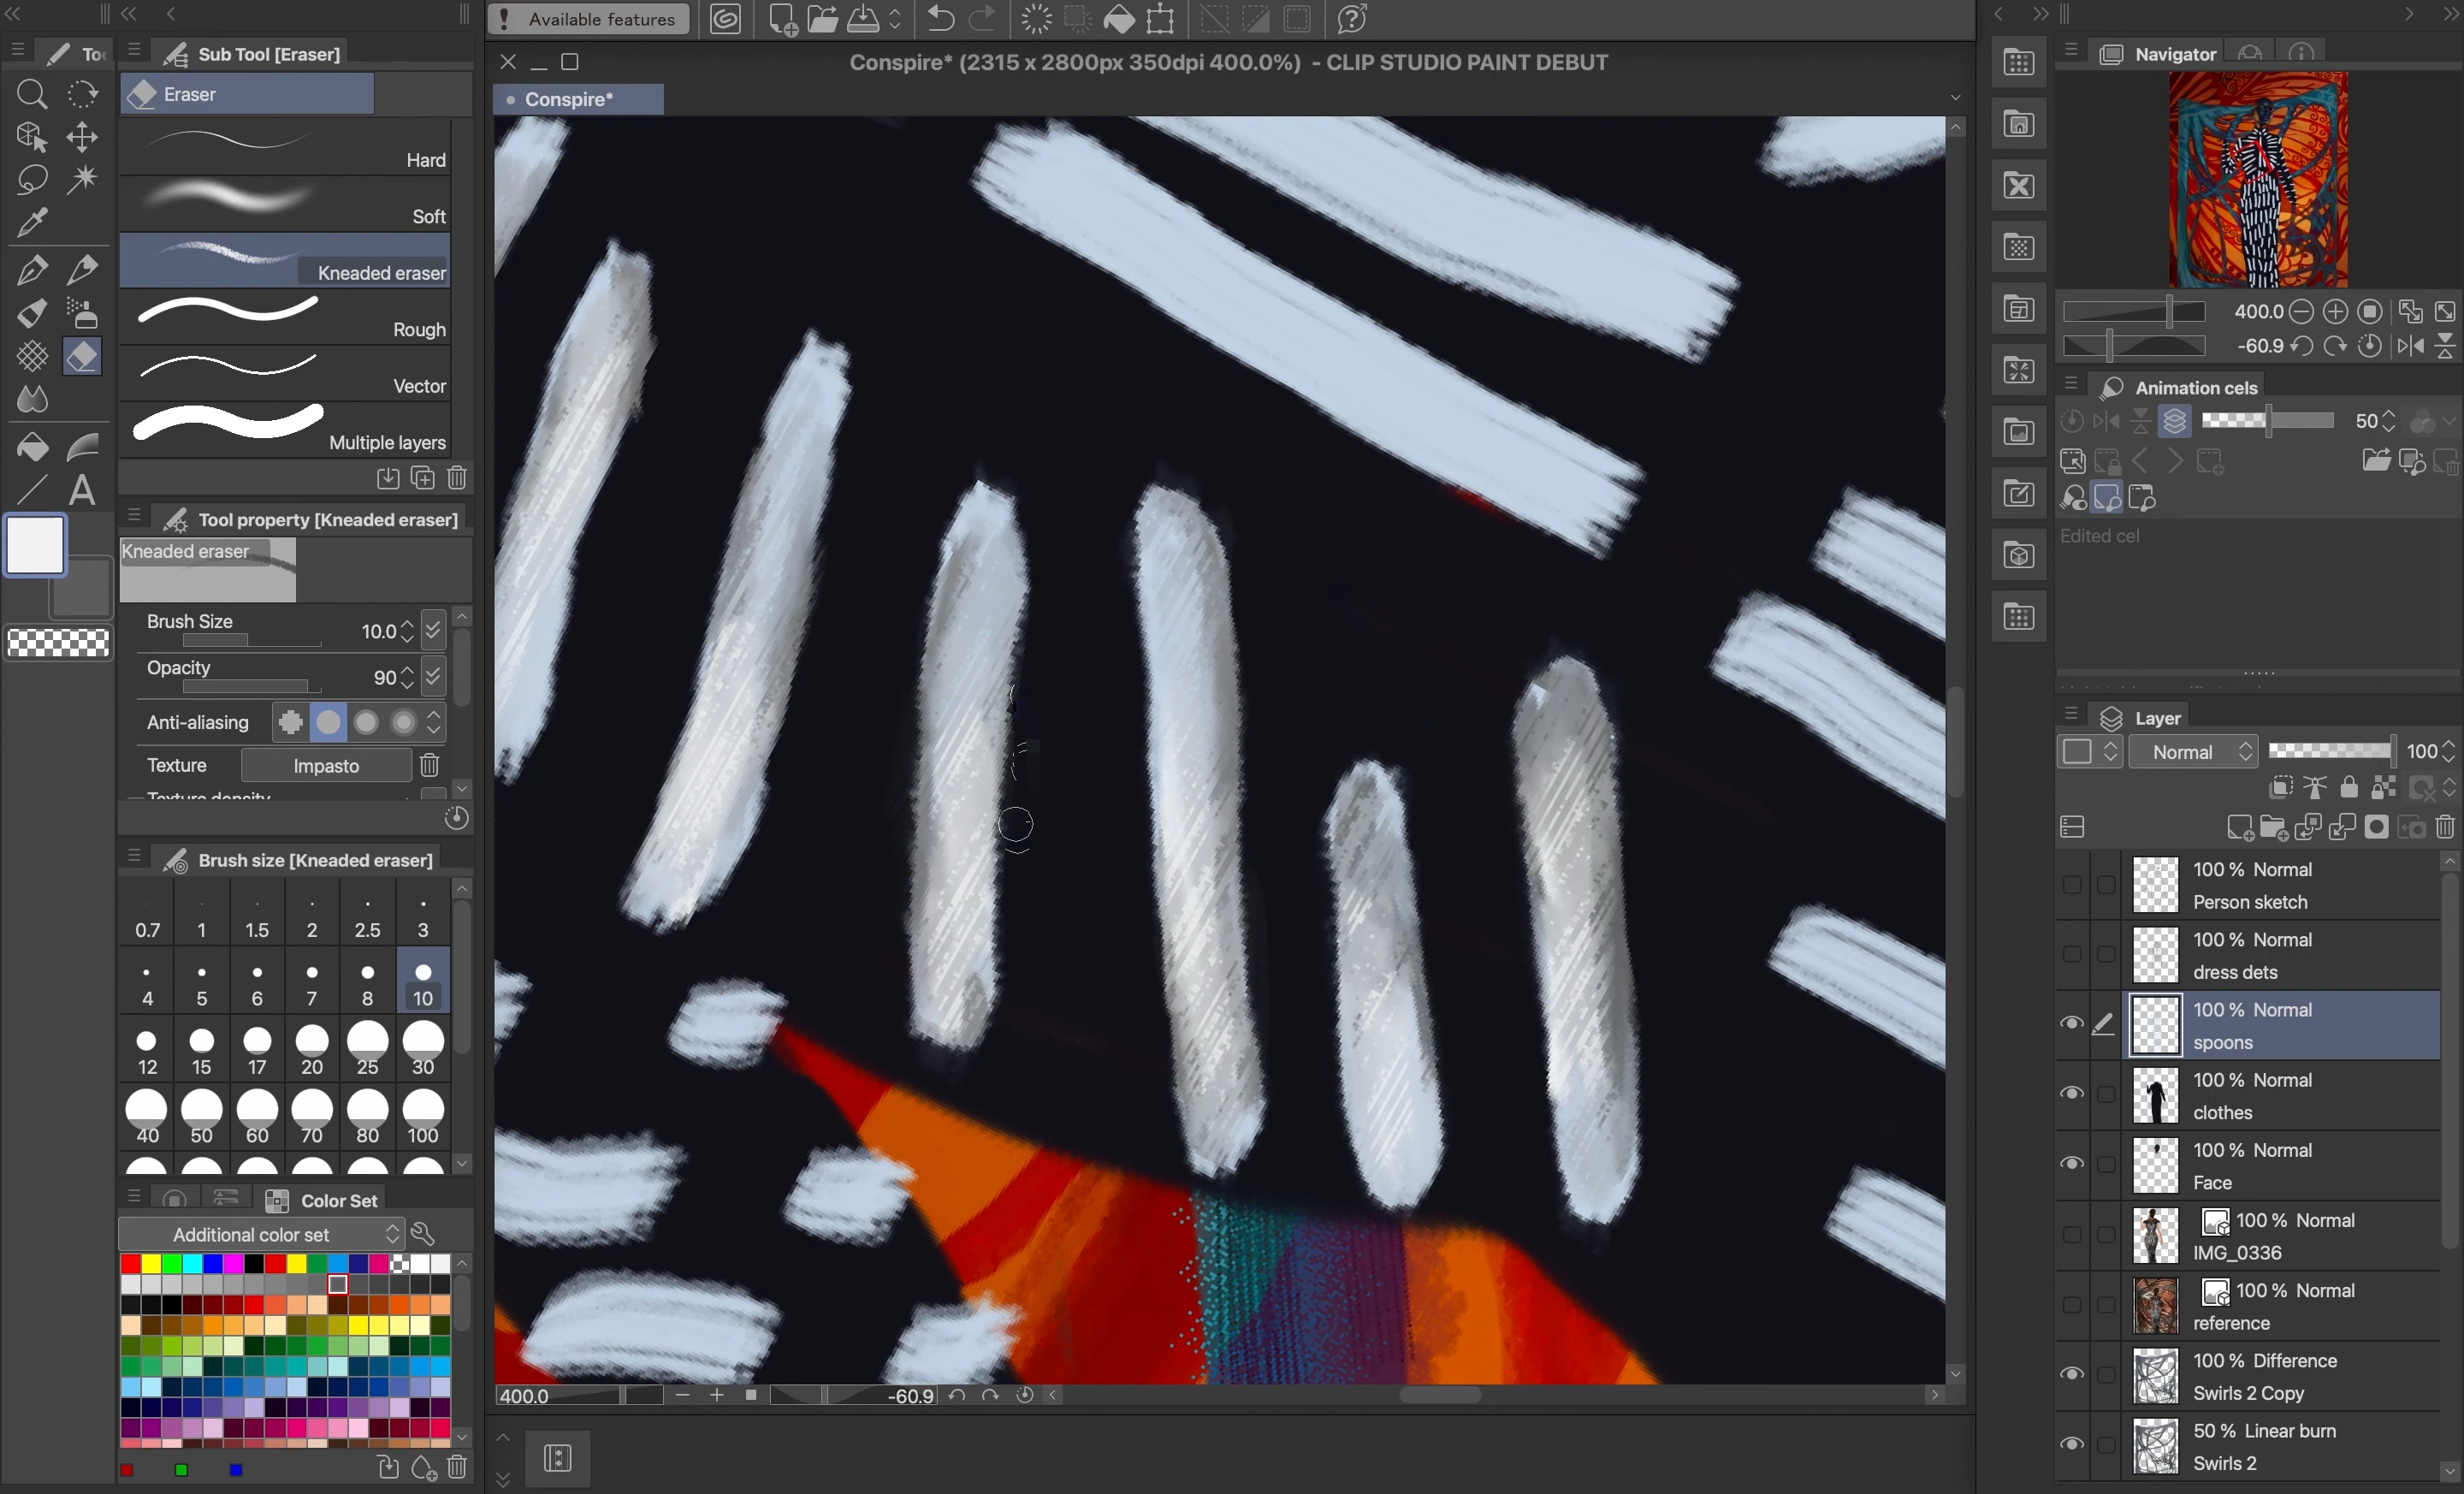 Available features
Too
Sub Tool [Eraser]
Conspire* (2315 x 2800px 350dpi 400.0%) - CLIP STUDIO PAINT DEBUT
Navigator
Eraser
Conspire*
Hard
Soft
Kneaded eraser
Rough
Vector
Multiple layers
A
Tool property [Kneaded eraser]
Kneaded eraser
Brush Size 10.0
Opacity 90
Anti-aliasing
Texture Impasto
Texture density
Brush size [Kneaded eraser]
0.7 1 1.5 2 2.5 3
4 5 6 7 8 10
12 15 17 20 25 30
40 50 60 70 80 100
Color Set
Additional color set
400.0
-60.9
400.0
-60.9
Animation cels
50
Edited cel
Layer
Normal 100
100 % Normal
Person sketch
100 % Normal
dress dets
100 % Normal
spoons
100 % Normal
clothes
100 % Normal
Face
100 % Normal
IMG_0336
100 % Normal
reference
100 % Difference
Swirls 2 Copy
50 % Linear burn
Swirls 2